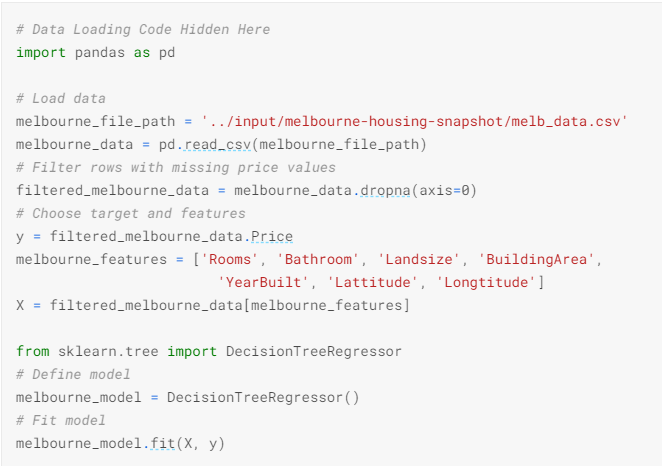 # Data Loading Code Hidden Here
import pandas as pd

# Load data
melbourne_file_path = '../input/melbourne-housing-snapshot/melb_data.csv'
melbourne_data = pd.read_csv(melbourne_file_path)
# Filter rows with missing price values
filtered_melbourne_data = melbourne_data.dropna(axis=0)
# Choose target and features
y = filtered_melbourne_data.Price
melbourne_features = ['Rooms', 'Bathroom', 'Landsize', 'BuildingArea',
                        'YearBuilt', 'Lattitude', 'Longtitude']
X = filtered_melbourne_data[melbourne_features]

from sklearn.tree import DecisionTreeRegressor
# Define model
melbourne_model = DecisionTreeRegressor()
# Fit model
melbourne_model.fit(X, y)